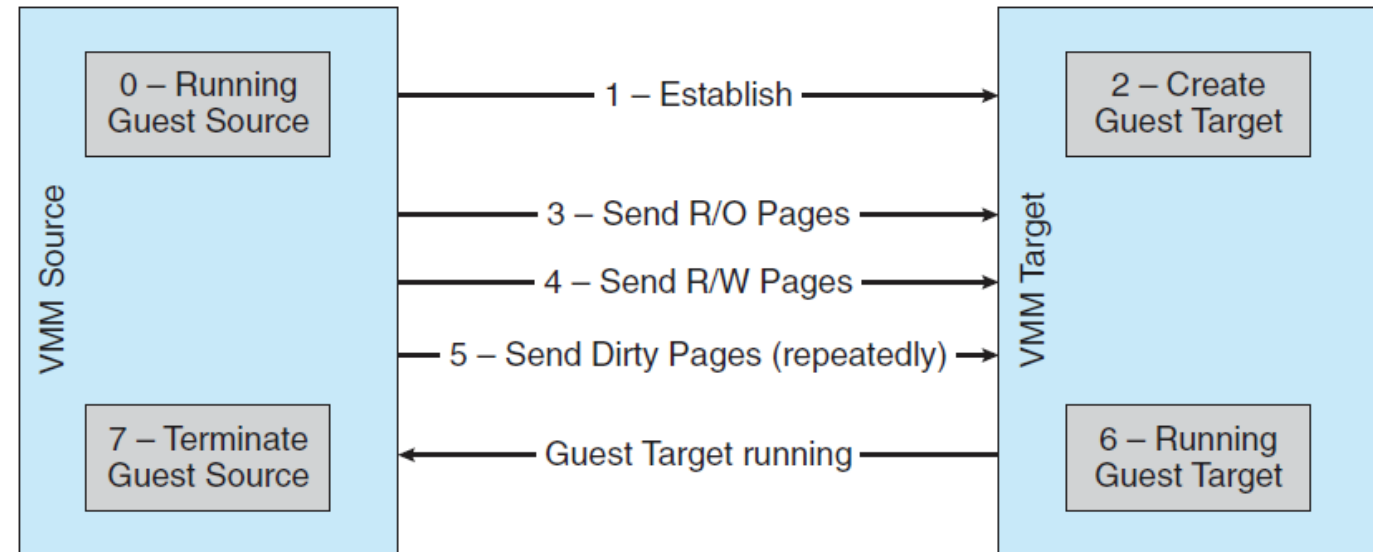 0 – Running
Guest Source
1 – Establish
2 – Create
Guest Target
VMM Source
3 – Send R/O Pages
4 – Send R/W Pages
5 – Send Dirty Pages (repeatedly)
VMM Target
7 – Terminate
Guest Source
Guest Target running
6 – Running
Guest Target